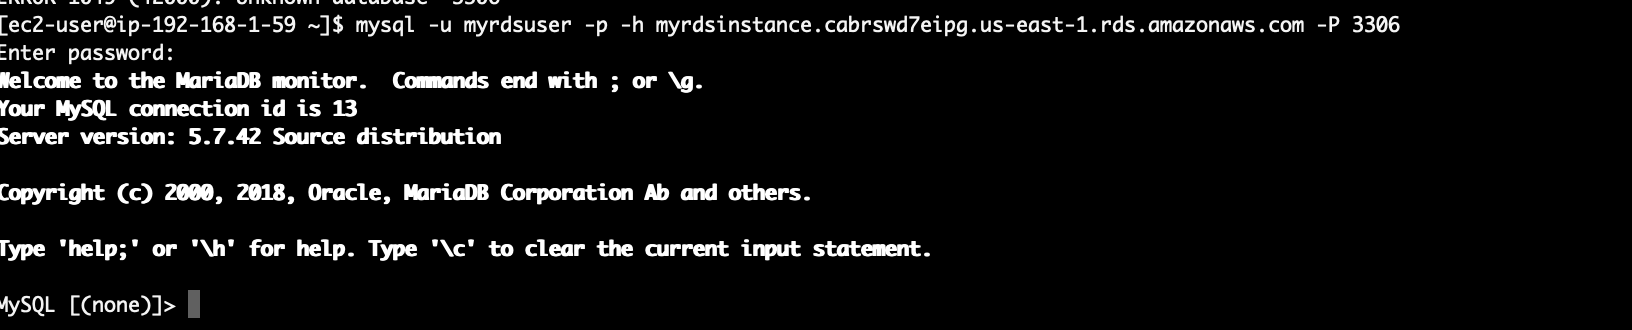 ERROR 1049 (42000): Unknown database '3306'
[ec2-user@ip-192-168-1-59 ~]$ mysql -u myrdsuser -p -h myrdsinstance.cabrswd7eipg.us-east-1.rds.amazonaws.com -P 3306
Enter password:
Welcome to the MariaDB monitor.  Commands end with ; or \g.
Your MySQL connection id is 13
Server version: 5.7.42 Source distribution
Copyright (c) 2000, 2018, Oracle, MariaDB Corporation Ab and others.
Type 'help;' or '\h' for help. Type '\c' to clear the current input statement.
MySQL [(none)]>